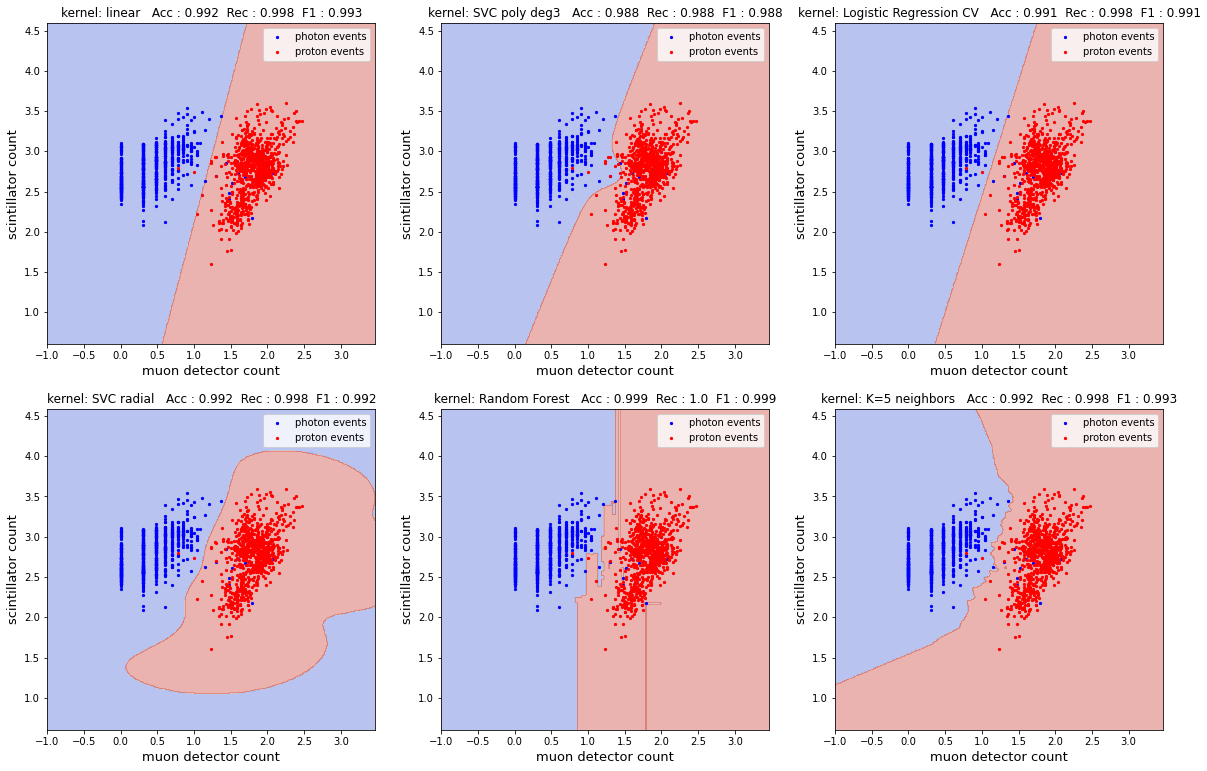 kernel: linear   Acc : 0.992  Rec : 0.998  F1 : 0.993
kernel: SVC poly deg3   Acc : 0.988  Rec : 0.988  F1 : 0.988
kernel: Logistic Regression CV   Acc : 0.991  Rec : 0.998  F1 : 0.991
photon events
proton events
4.5
4.0
3.5
3.0
2.5
2.0
1.5
1.0
scintillator count
−1.0 −0.5 0.0 0.5 1.0 1.5 2.0 2.5 3.0
muon detector count
photon events
proton events
4.5
4.0
3.5
3.0
2.5
2.0
1.5
1.0
scintillator count
−1.0 −0.5 0.0 0.5 1.0 1.5 2.0 2.5 3.0
muon detector count
photon events
proton events
4.5
4.0
3.5
3.0
2.5
2.0
1.5
1.0
scintillator count
−1.0 −0.5 0.0 0.5 1.0 1.5 2.0 2.5 3.0
muon detector count
kernel: SVC radial   Acc : 0.992  Rec : 0.998  F1 : 0.992
kernel: Random Forest   Acc : 0.999  Rec : 1.0  F1 : 0.999
kernel: K=5 neighbors   Acc : 0.992  Rec : 0.998  F1 : 0.993
photon events
proton events
4.5
4.0
3.5
3.0
2.5
2.0
1.5
1.0
scintillator count
−1.0 −0.5 0.0 0.5 1.0 1.5 2.0 2.5 3.0
muon detector count
photon events
proton events
4.5
4.0
3.5
3.0
2.5
2.0
1.5
1.0
scintillator count
−1.0 −0.5 0.0 0.5 1.0 1.5 2.0 2.5 3.0
muon detector count
photon events
proton events
4.5
4.0
3.5
3.0
2.5
2.0
1.5
1.0
scintillator count
−1.0 −0.5 0.0 0.5 1.0 1.5 2.0 2.5 3.0
muon detector count